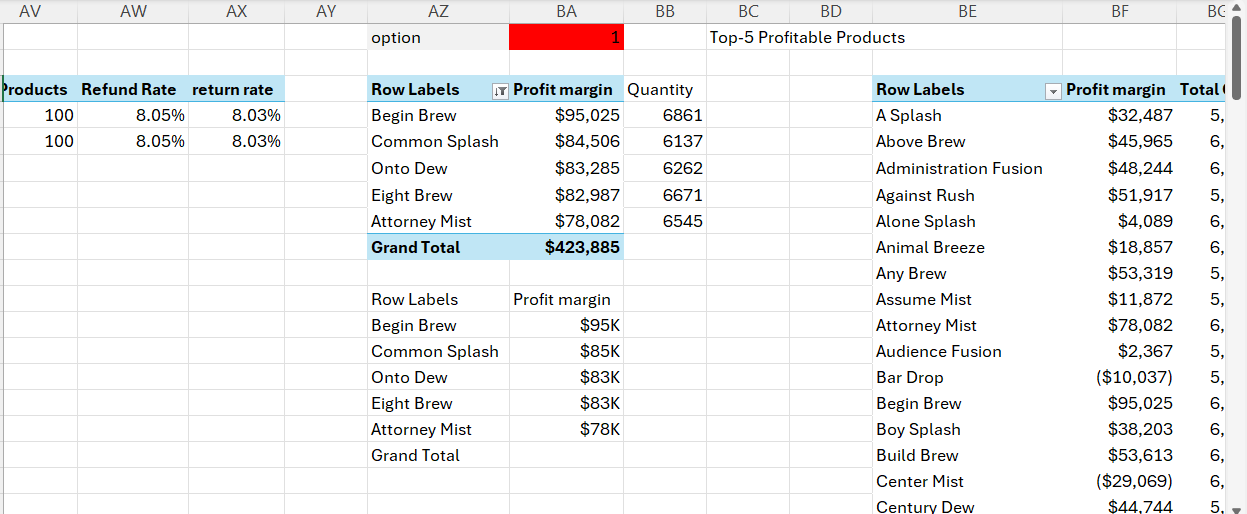 AV AW AX AY AZ BA BB BC BD BE BF
option 1 Top-5 Profitable Products
Products Refund Rate return rate Row Labels Profit margin Quantity Row Labels Profit margin Total
100 8.05% 8.03% Begin Brew $95,025 6861 A Splash $32,487 5,
100 8.05% 8.03% Common Splash $84,506 6137 Above Brew $45,965 6,
Onto Dew $83,285 6262 Administration Fusion $48,244 6,
Eight Brew $82,987 6671 Against Rush $51,917 5,
Attorney Mist $78,082 6545 Alone Splash $4,089 6,
Grand Total $423,885 Animal Breeze $18,857 6,
Any Brew $53,319 5,
Row Labels Profit margin Assume Mist $11,872 5,
Begin Brew $95K Attorney Mist $78,082 6,
Common Splash $85K Audience Fusion $2,367 5,
Onto Dew $83K Bar Drop ($10,037) 5,
Eight Brew $83K Begin Brew $95,025 6,
Attorney Mist $78K Boy Splash $38,203 6,
Grand Total Build Brew $53,613 6,
Center Mist ($29,069) 6,
Century Dew $44,744 5,